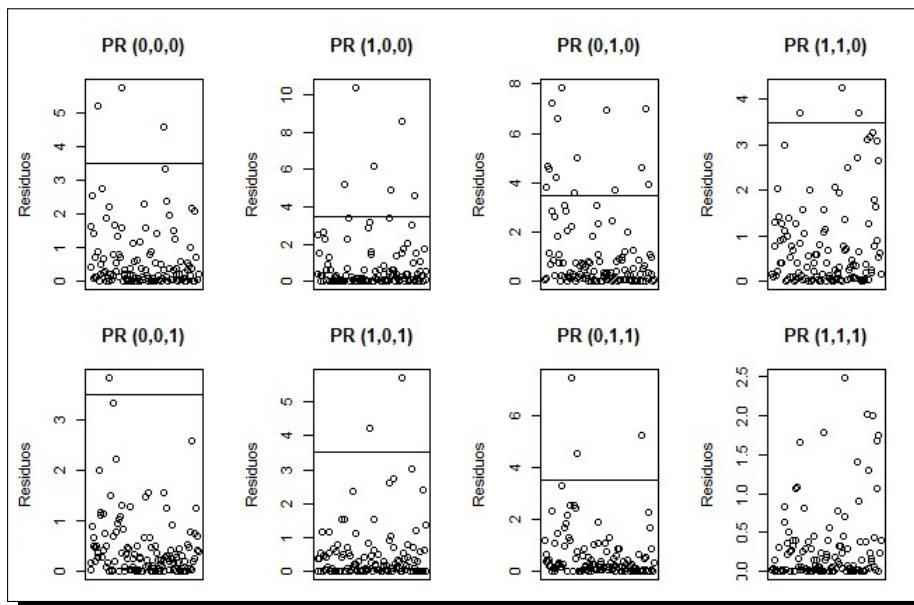 PR (0,0,0)
PR (1,0,0)
PR (0,1,0)
PR (1,1,0)
Residuos
0 1 2 3 4 5
Residuos
0 2 4 6 8 10
Residuos
0 2 4 6 8
Residuos
0 1 2 3 4
PR (0,0,1)
PR (1,0,1)
PR (0,1,1)
PR (1,1,1)
Residuos
0 1 2 3
Residuos
0 1 2 3 4 5
Residuos
0 2 4 6
Residuos
0.0 0.5 1.0 1.5 2.0 2.5